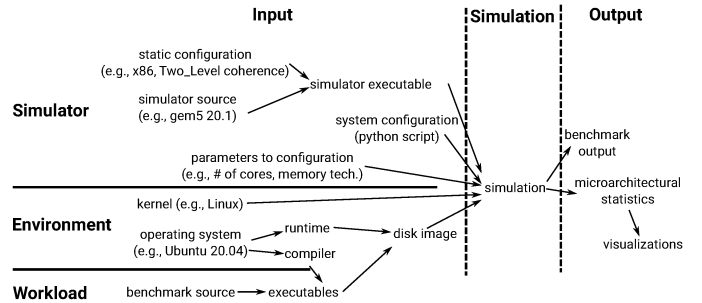 Input
Simulation
Output
static configuration
(e.g., x86, Two_Level coherence)
simulator executable
Simulator
simulator source
(e.g., gem5 20.1)
system configuration
(python script)
benchmark
output
parameters to configuration
(e.g., # of cores, memory tech.)
simulation
microarchitectural
statistics
kernel (e.g., Linux)
Environment
operating system
(e.g., Ubuntu 20.04)
runtime
disk image
compiler
visualizations
Workload
benchmark source
executables